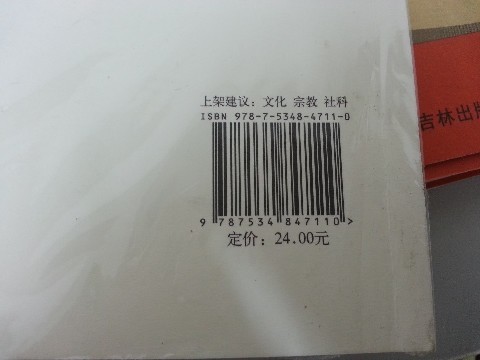 上架建议：文化 宗教 社科
ISBN 978-7-5348-4711-0
9 787534 847110>
定价：24.00元
吉林出版